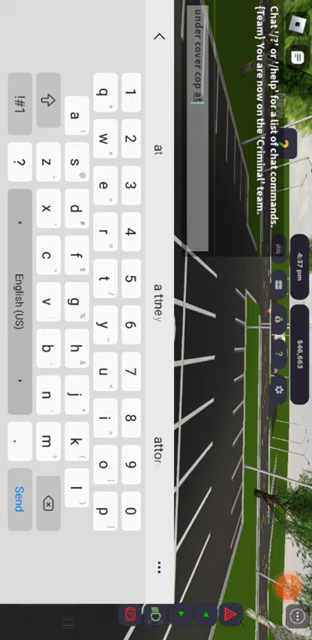 Chat '/?' or '/help' for a list of chat commands.
{Team} You are now on the 'Criminal' team.
4:37 pm
$46,663
?
under cover cop at
at
a ttney
attor
1 2 3 4 5 6 7 8 9 0
q w e r t y u i o p
a s d f g h j k l
z x c v b n m
!#1 ? English (US) . Send